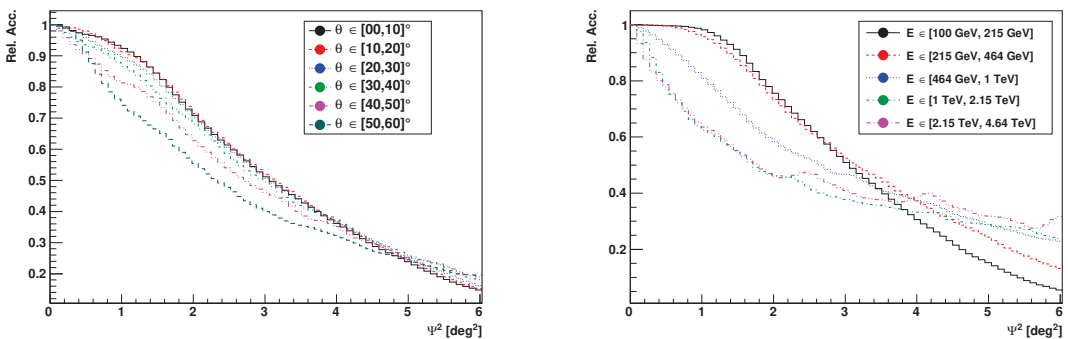 Rel. Acc.
1
0.9
0.8
0.7
0.6
0.5
0.4
0.3
0.2
0 1 2 3 4 5 6
Ψ² [deg²]
θ ∈ [00,10]°
θ ∈ [10,20]°
θ ∈ [20,30]°
θ ∈ [30,40]°
θ ∈ [40,50]°
θ ∈ [50,60]°
Rel. Acc.
1
0.8
0.6
0.4
0.2
0 1 2 3 4 5 6
Ψ² [deg²]
E ∈ [100 GeV, 215 GeV]
E ∈ [215 GeV, 464 GeV]
E ∈ [464 GeV, 1 TeV]
E ∈ [1 TeV, 2.15 TeV]
E ∈ [2.15 TeV, 4.64 TeV]